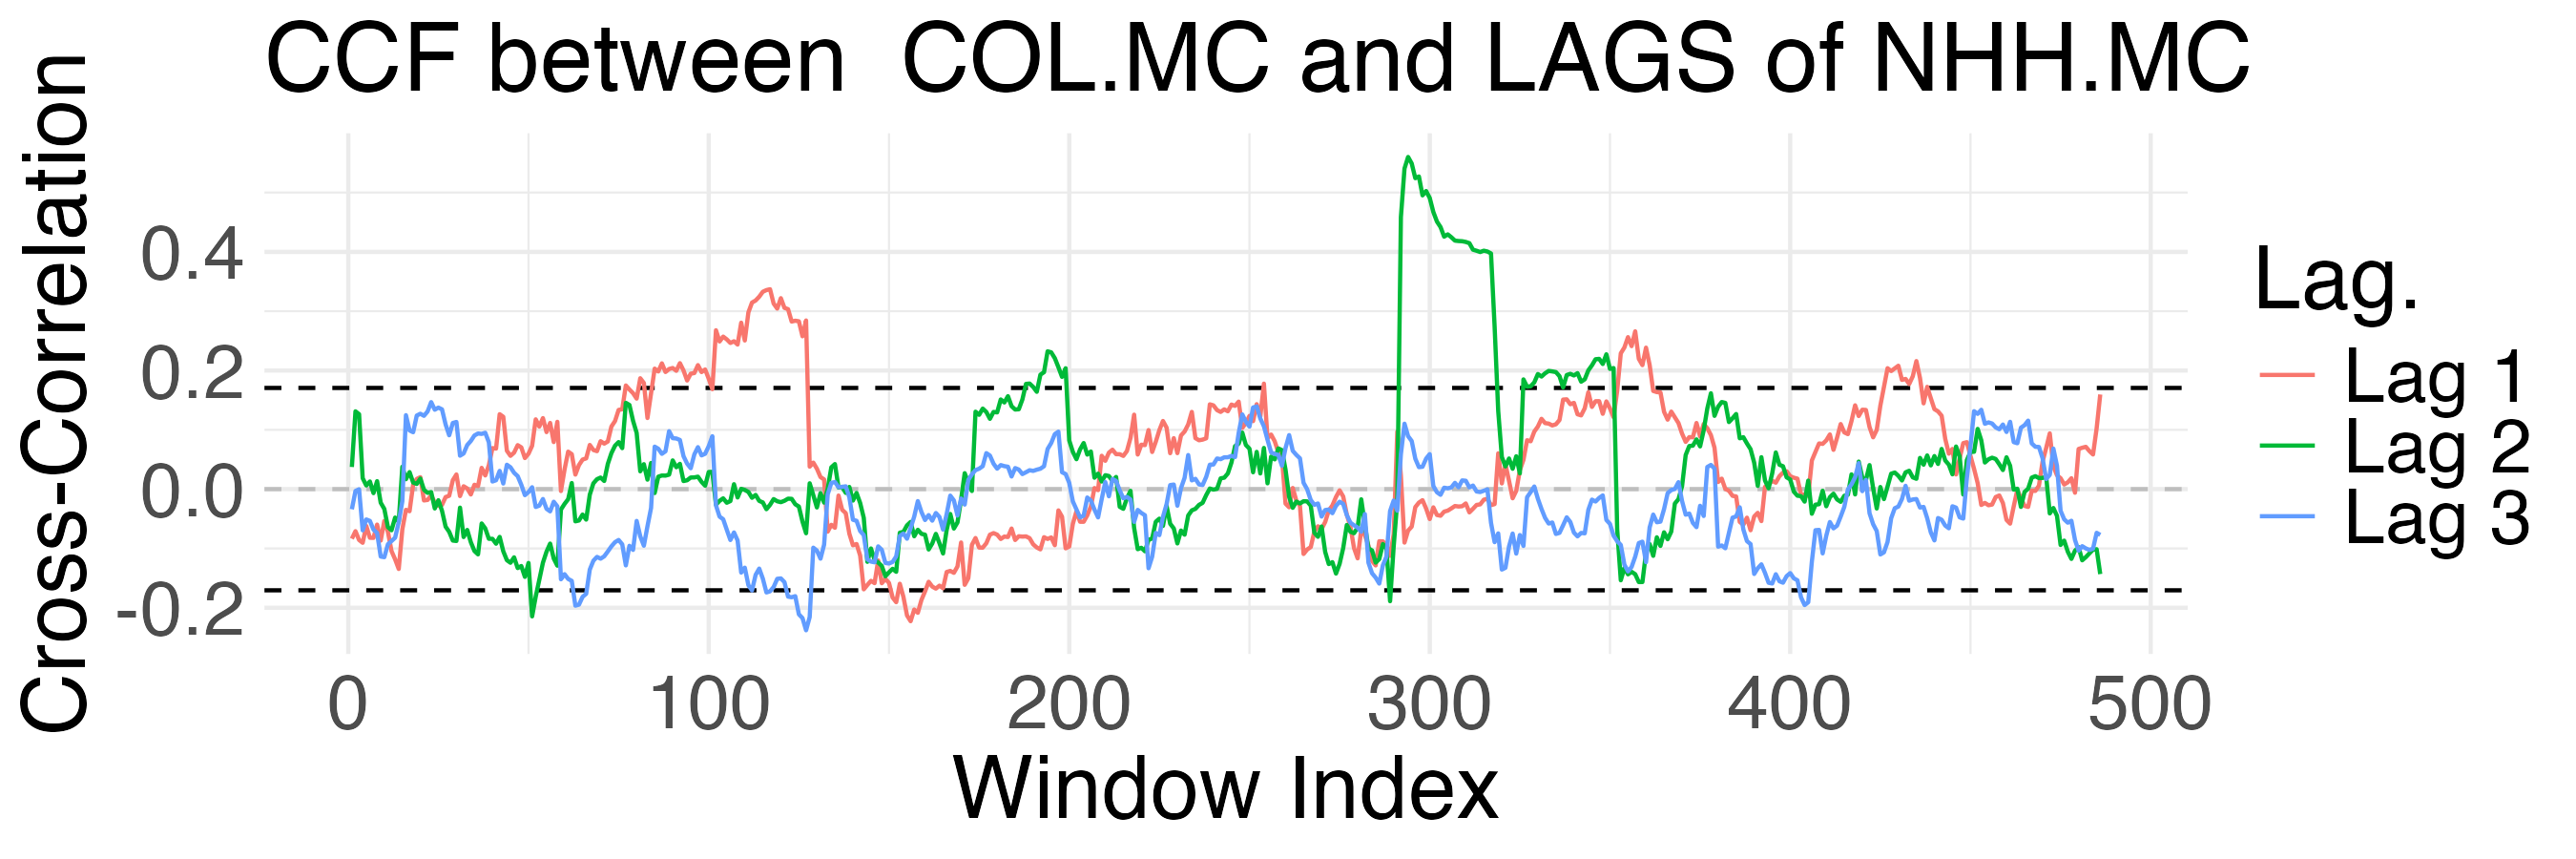 CCF between  COL.MC and LAGS of NHH.MC
Cross-Correlation
0.4
0.2
0.0
-0.2
0 100 200 300 400 500
Window Index
Lag.
Lag 1
Lag 2
Lag 3